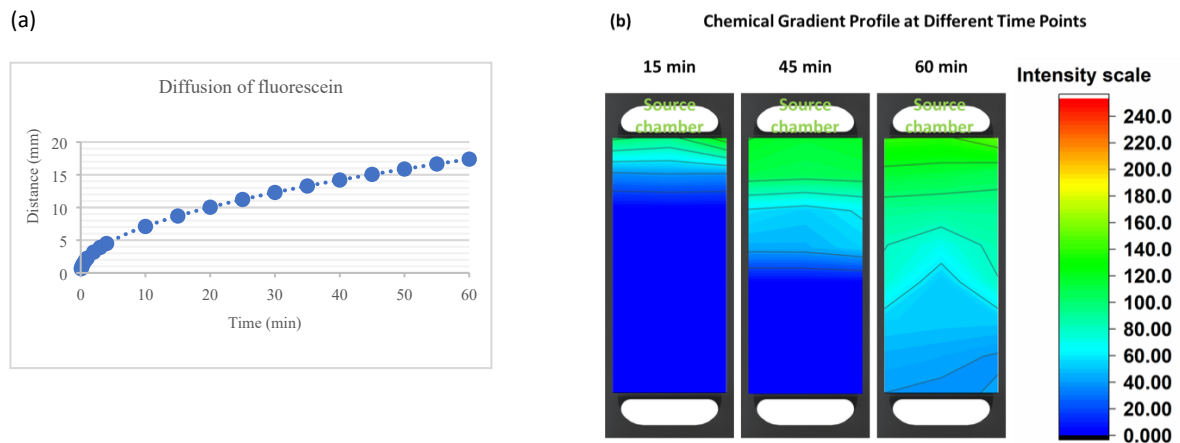 (a)
Diffusion of fluorescein
Distance (mm)
20
15
10
5
0
0 10 20 30 40 50 60
Time (min)
(b) Chemical Gradient Profile at Different Time Points
15 min 45 min 60 min
Intensity scale
Source Source Source
chamber chamber chamber
240.0
220.0
200.0
180.0
160.0
140.0
120.0
100.0
80.00
60.00
40.00
20.00
0.000